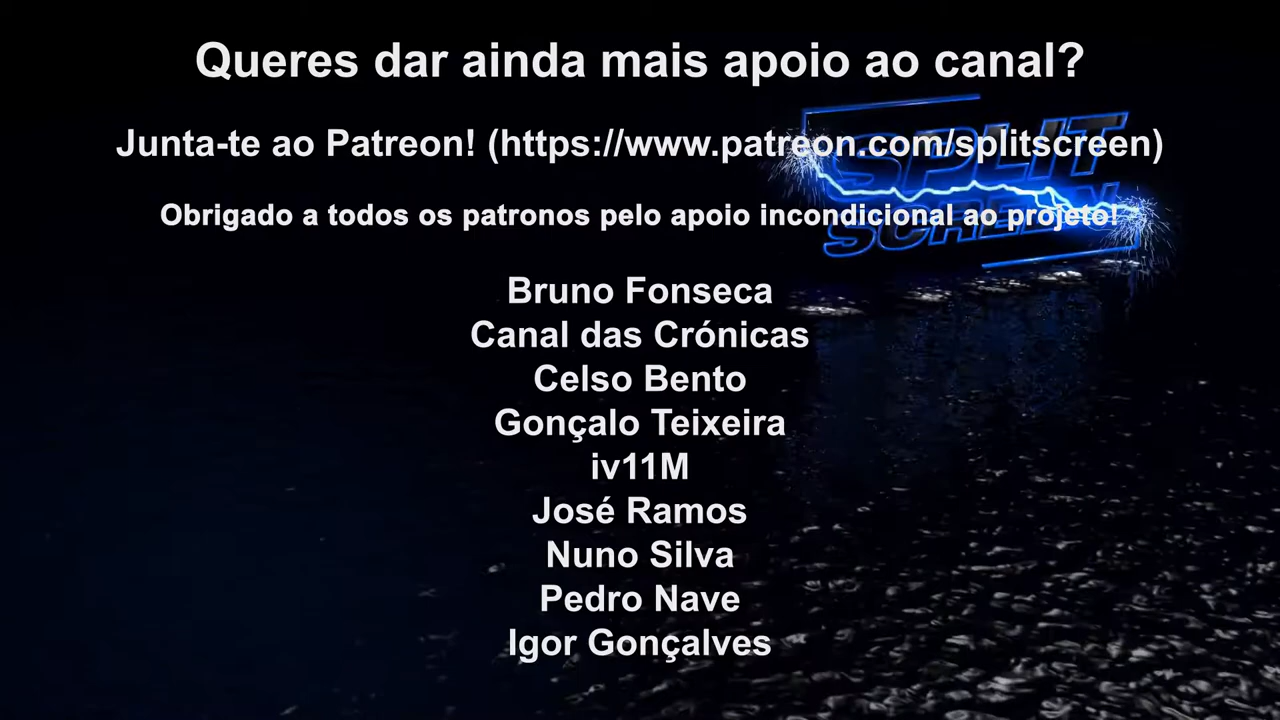 Queres dar ainda mais apoio ao canal?
Junta-te ao Patreon! (https://www.patreon.com/splitscreen)
Obrigado a todos os patronos pelo apoio incondicional ao projeto!
SPLIT
SCREEN
Bruno Fonseca
Canal das Crónicas
Celso Bento
Gonçalo Teixeira
iv11M
José Ramos
Nuno Silva
Pedro Nave
Igor Gonçalves